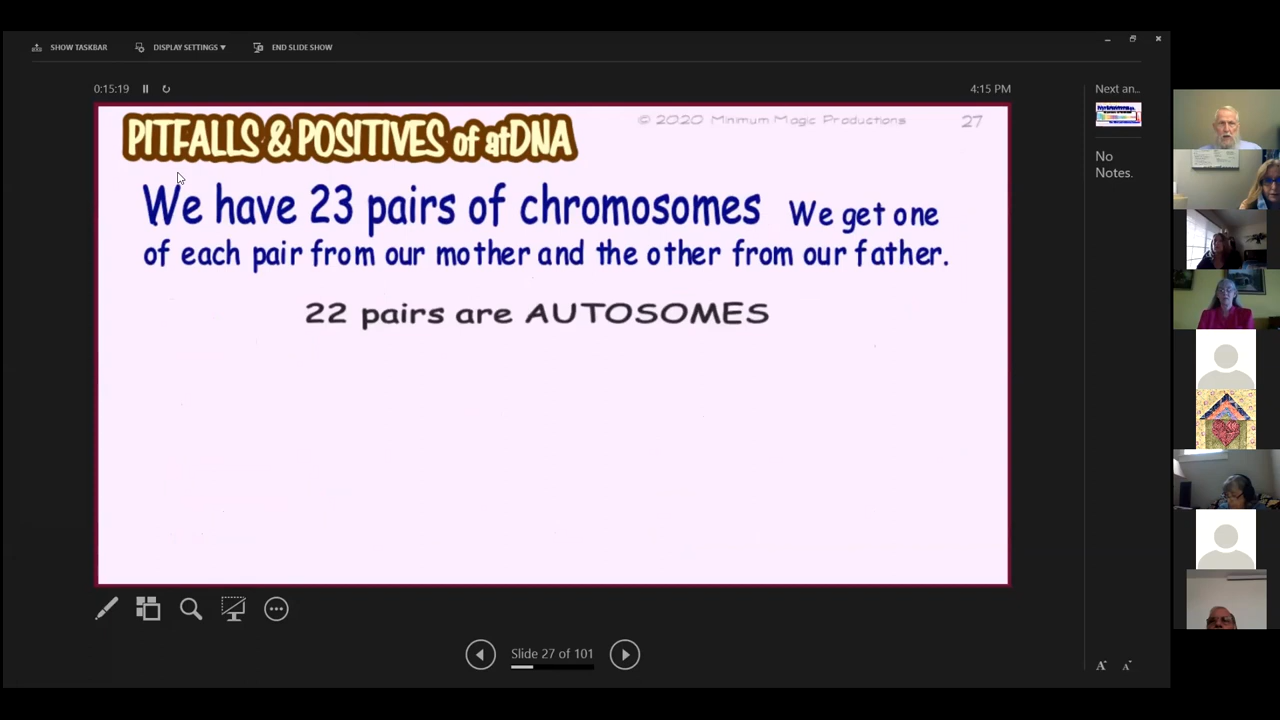 SHOW TASKBAR DISPLAY SETTINGS ▾ END SLIDE SHOW
0:15:19 4:15 PM
Next an..
PITFALLS & POSITIVES of atDNA
© 2020 Minimum Magic Productions 27
We have 23 pairs of chromosomes We get one
of each pair from our mother and the other from our father.
22 pairs are AUTOSOMES
No
Notes.
Slide 27 of 101
A A